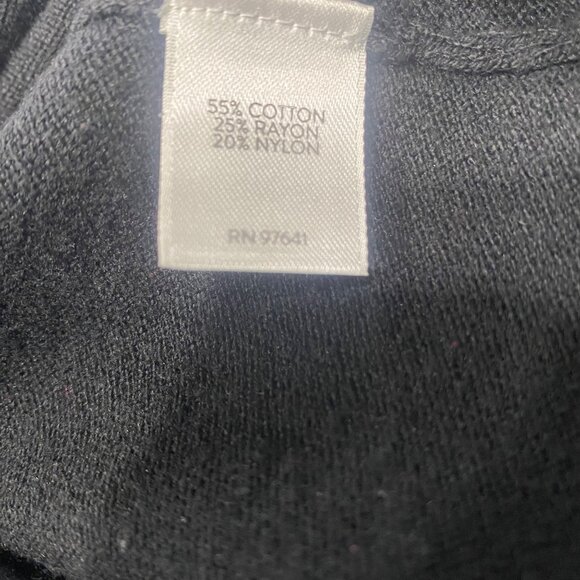 55% COTTON
25% RAYON
20% NYLON
RN 97641